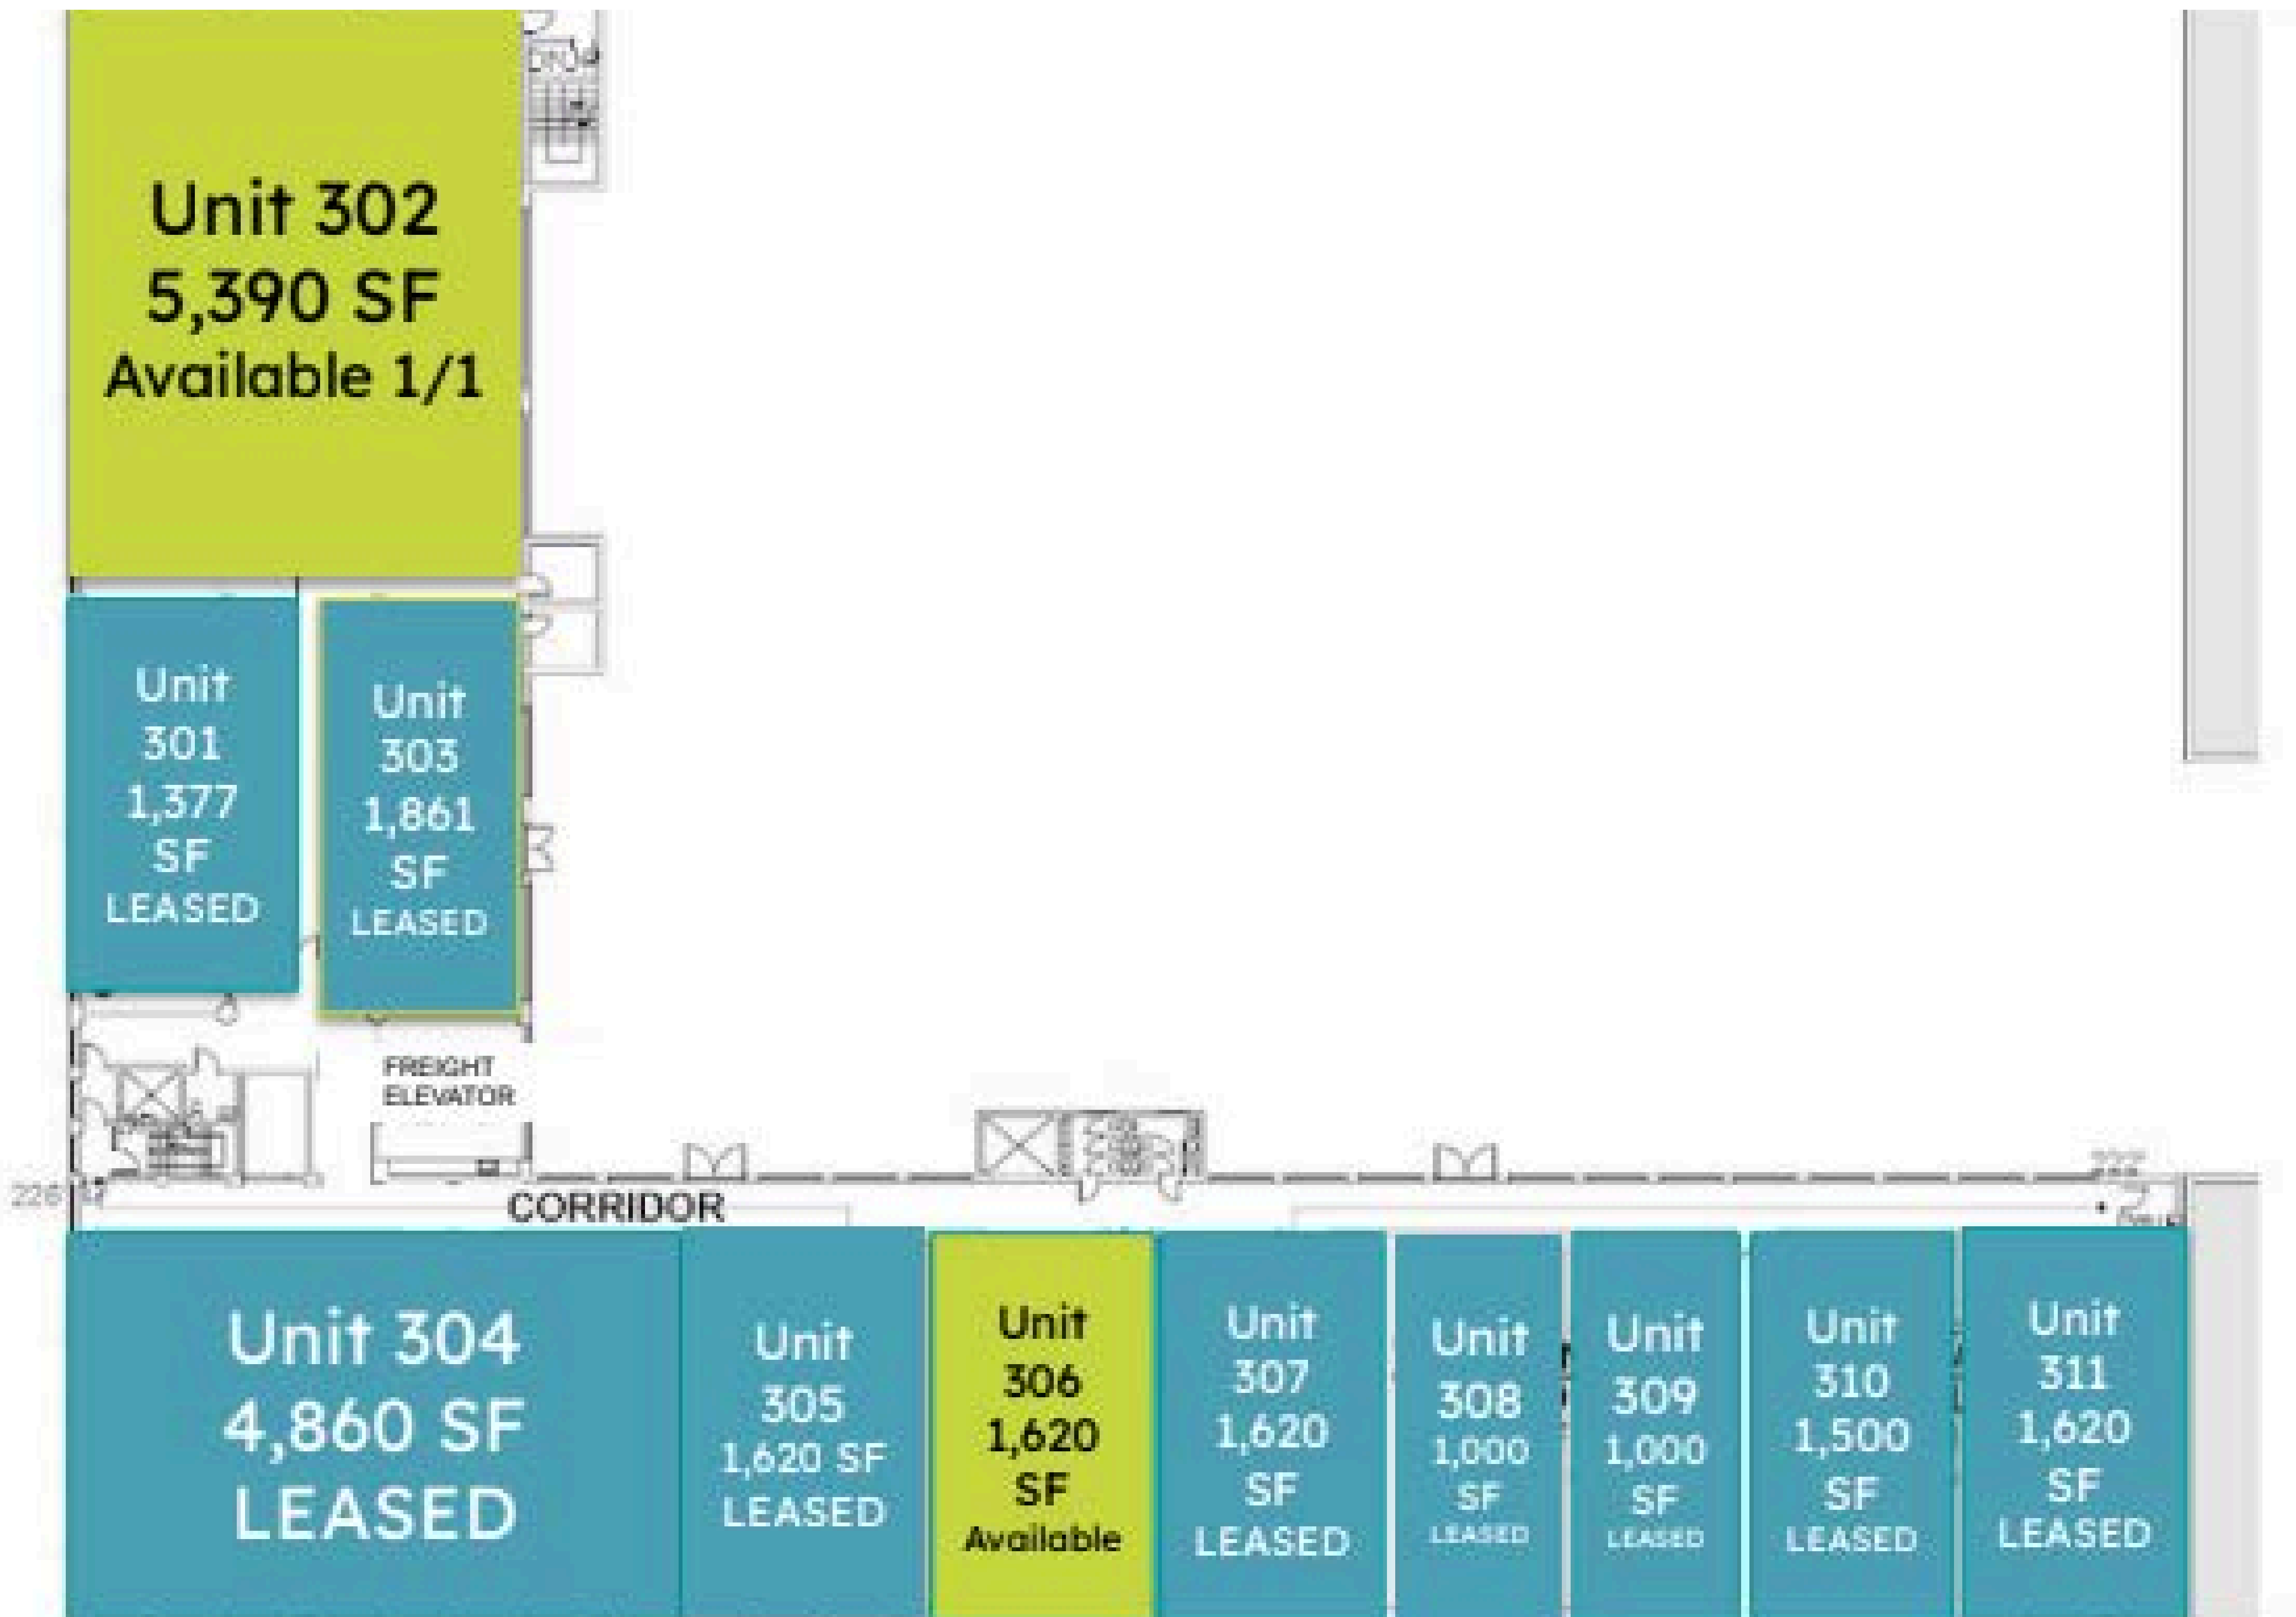 Unit 302
5,390 SF
Available 1/1
Unit
301
1,377
SF
LEASED
Unit
303
1,861
SF
LEASED
FREIGHT
ELEVATOR
CORRIDOR
Unit 304
4,860 SF
LEASED
Unit
305
1,620 SF
LEASED
Unit
306
1,620
SF
Available
Unit
307
1,620
SF
LEASED
Unit
308
1,000
SF
LEASED
Unit
309
1,000
SF
LEASED
Unit
310
1,500
SF
LEASED
Unit
311
1,620
SF
LEASED